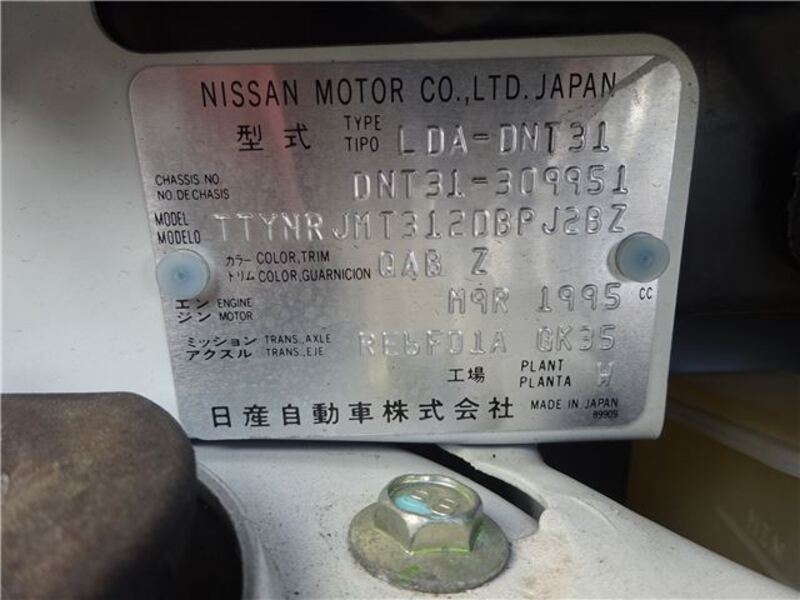 NISSAN MOTOR CO.,LTD. JAPAN
型式 TYPE TIPO LDA-DNT31
CHASSIS NO. NO.DE CHASIS DNT31-309951
MODEL MODELO TTYNRJMT312DBPJ2BZ
カラー COLOR,TRIM QAB Z
トリム COLOR,GUARNICION
エン ENGINE M9R 1995 CC
ジン MOTOR
ミッション TRANS.,AXLE RE6F01A GK35
アクスル TRANS.,EJE
工場 PLANT PLANTA W
日産自動車株式会社 MADE IN JAPAN
89909